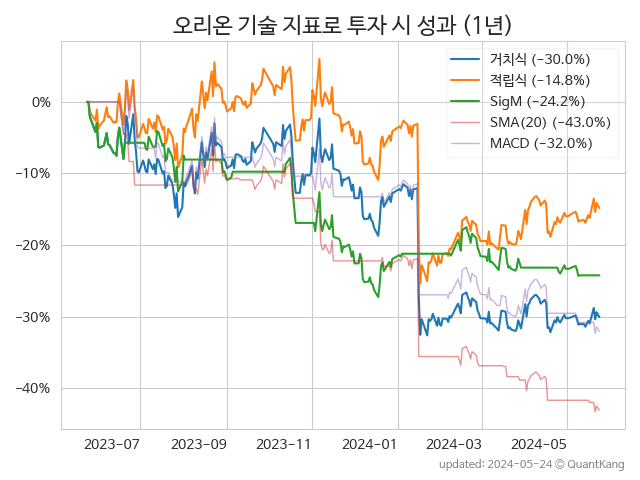 오리온 기술 지표로 투자 시 성과 (1년)
거치식 (−30.0%)
적립식 (−14.8%)
SigM (−24.2%)
SMA(20) (−43.0%)
MACD (−32.0%)
0%
−10%
−20%
−30%
−40%
2023−07
2023−09
2023−11
2024−01
2024−03
2024−05
updated: 2024-05-24 ⓒ QuantKang